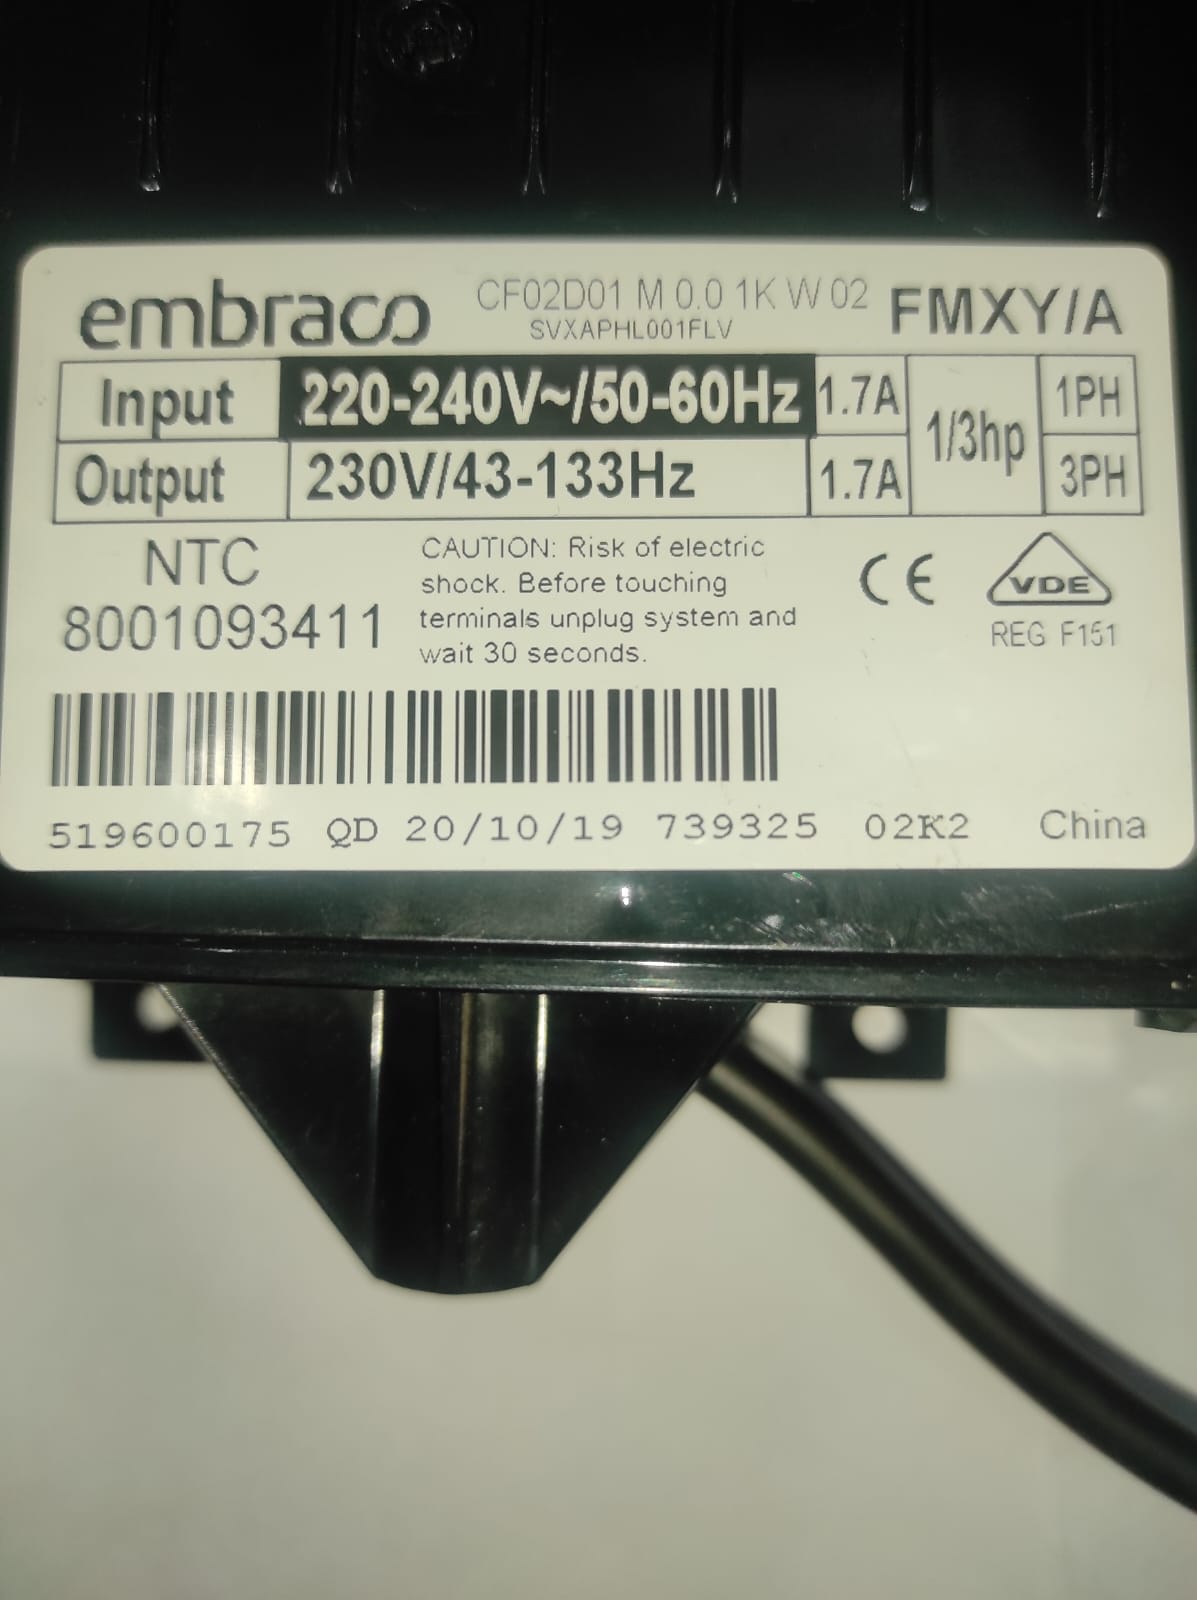 embraco CF02D01 M 0.0 1K W 02 FMXY/A
SVXAPHL001FLV
Input 220-240V~/50-60Hz 1.7A 1/3hp 1PH
Output 230V/43-133Hz 1.7A 3PH
NTC
8001093411
CAUTION: Risk of electric
shock. Before touching
terminals unplug system and
wait 30 seconds.
CE
VDE
REG F151
519600175 QD 20/10/19 739325 02K2 China